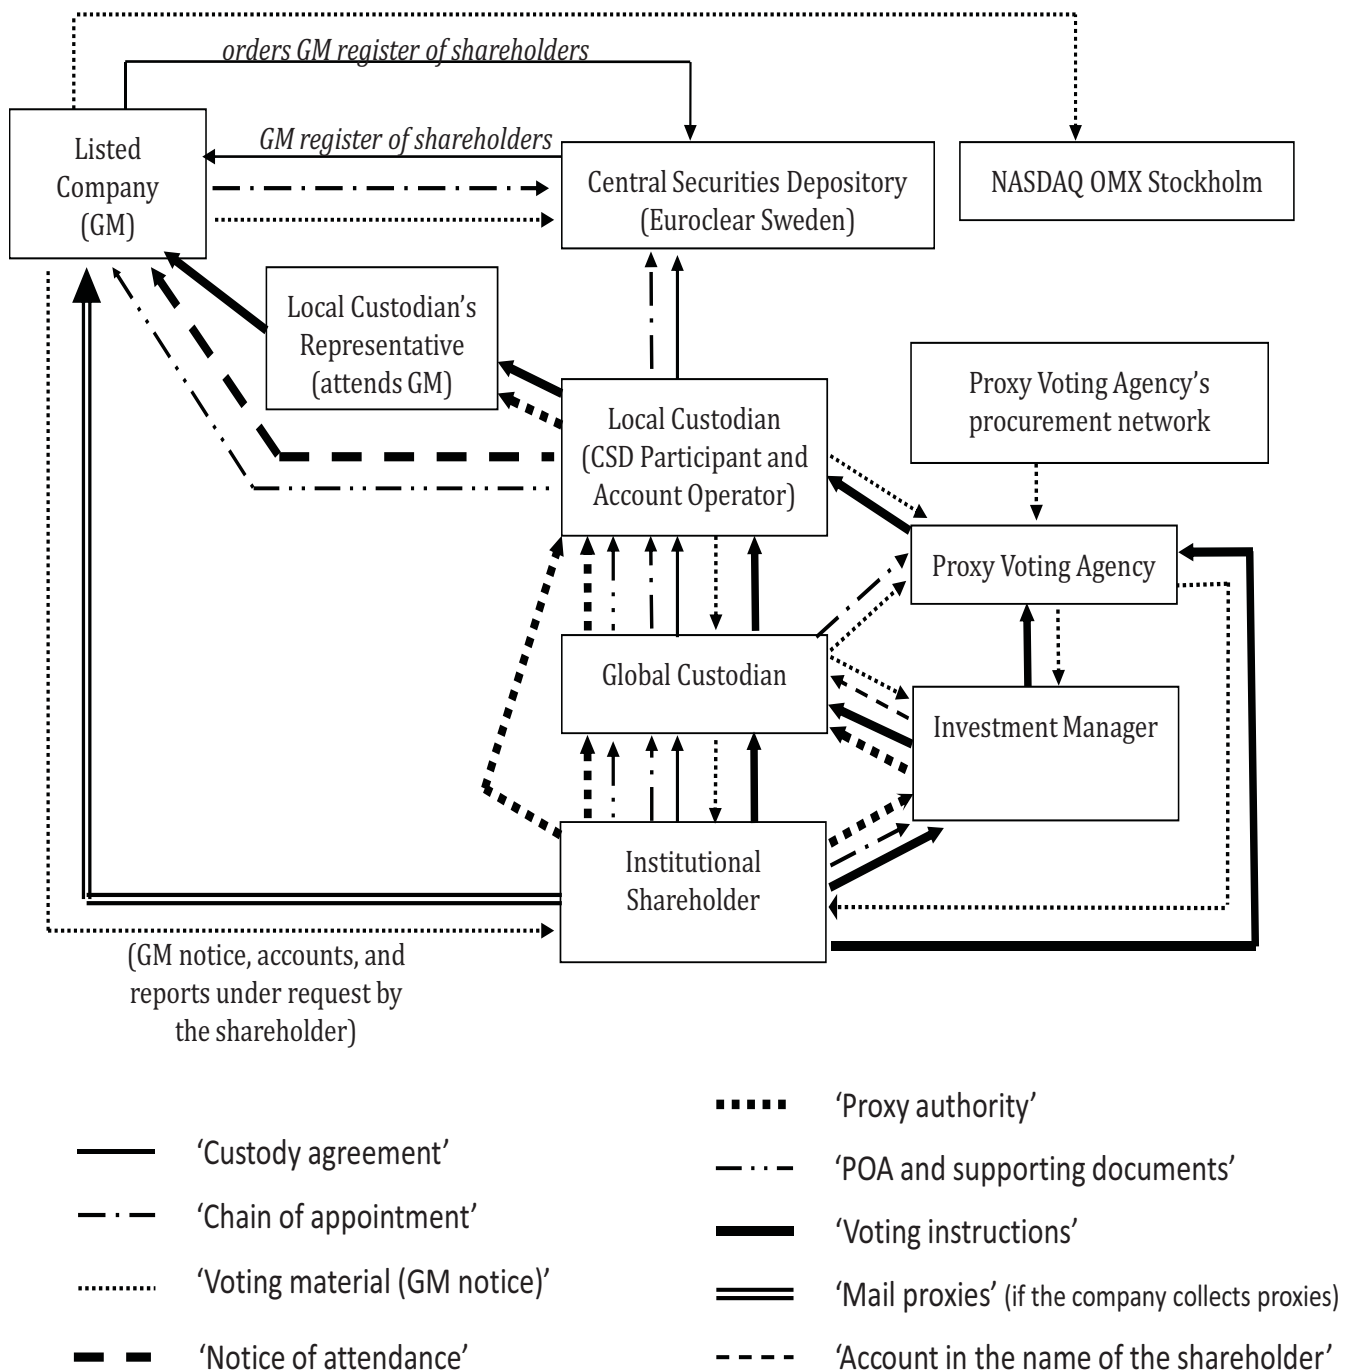 orders GM register of shareholders
GM register of shareholders
Listed
Company
(GM)
Central Securities Depository
(Euroclear Sweden)
NASDAQ OMX Stockholm
Local Custodian’s
Representative
(attends GM)
Local Custodian
(CSD Participant and
Account Operator)
Proxy Voting Agency’s
procurement network
Proxy Voting Agency
Global Custodian
Investment Manager
Institutional
Shareholder
(GM notice, accounts, and
reports under request by
the shareholder)
‘Custody agreement’
‘Chain of appointment’
‘Voting material (GM notice)’
‘Notice of attendance’
‘Proxy authority’
‘POA and supporting documents’
‘Voting instructions’
‘Mail proxies’ (if the company collects proxies)
‘Account in the name of the shareholder’